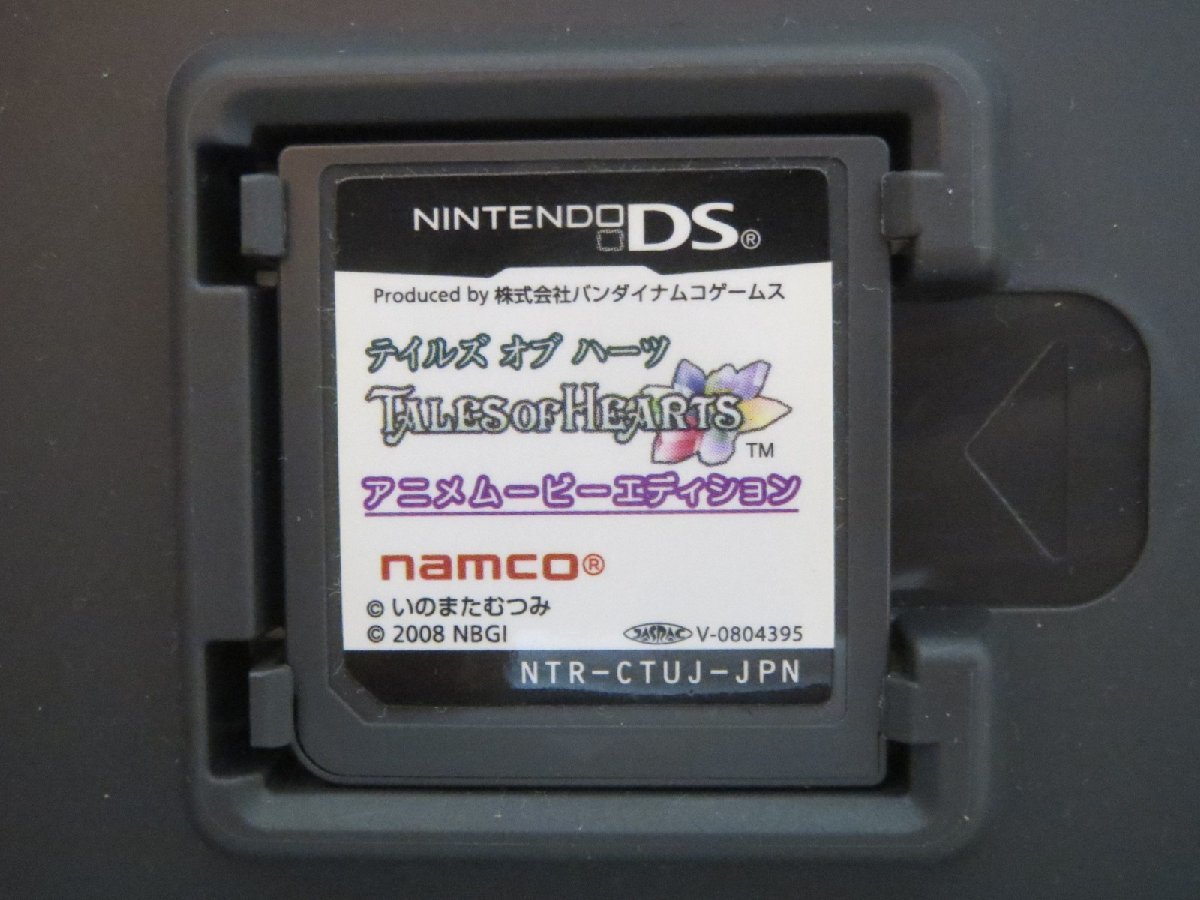 NINTENDO DS®
Produced by 株式会社バンダイナムコゲームス
テイルズ オブ ハーツ
TALES OF HEARTS
TM
アニメムービーエディション
namco®
© いのまたむつみ
© 2008 NBGI
JASRAC V-0804395
NTR-CTUJ-JPN